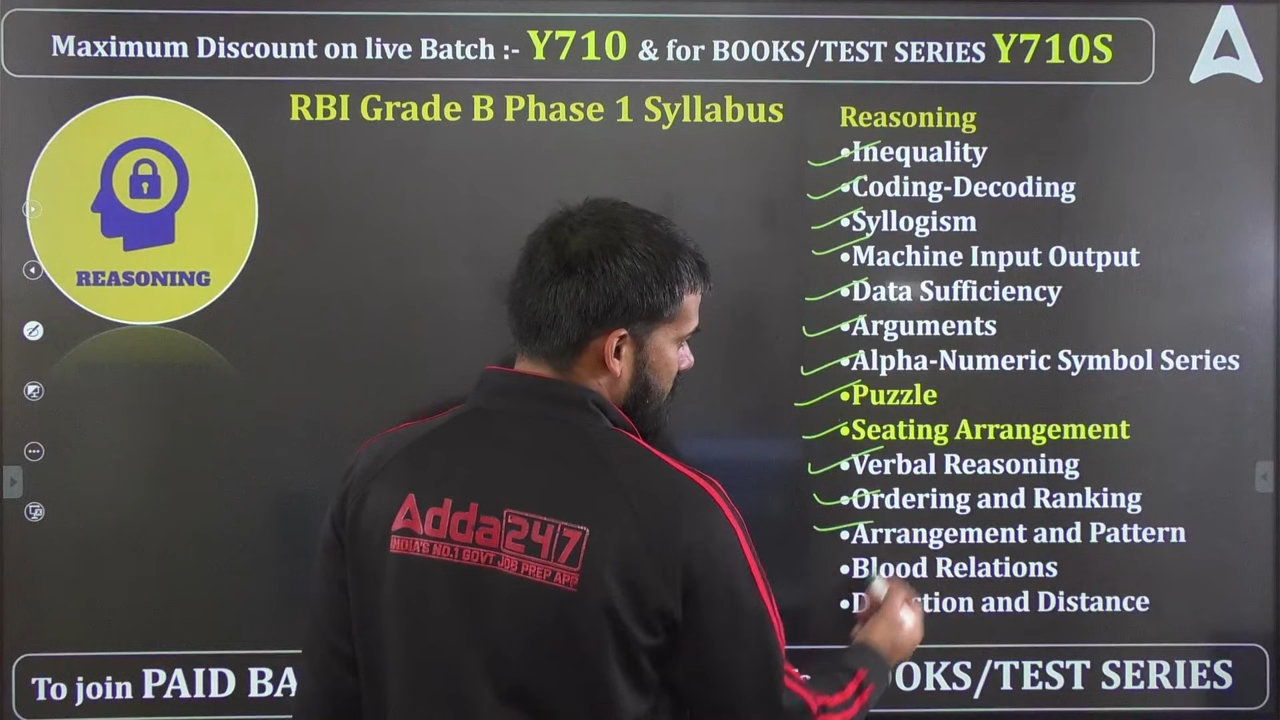 Maximum Discount on live Batch :- Y710 & for BOOKS/TEST SERIES Y710S
RBI Grade B Phase 1 Syllabus
REASONING
Reasoning
•Inequality
•Coding-Decoding
•Syllogism
•Machine Input Output
•Data Sufficiency
•Arguments
•Alpha-Numeric Symbol Series
•Puzzle
•Seating Arrangement
•Verbal Reasoning
•Ordering and Ranking
•Arrangement and Pattern
•Blood Relations
and Distance
Adda247
INDIA'S NO.1 GOVT JOB PREP APP
To join PAID
TEST SERIES